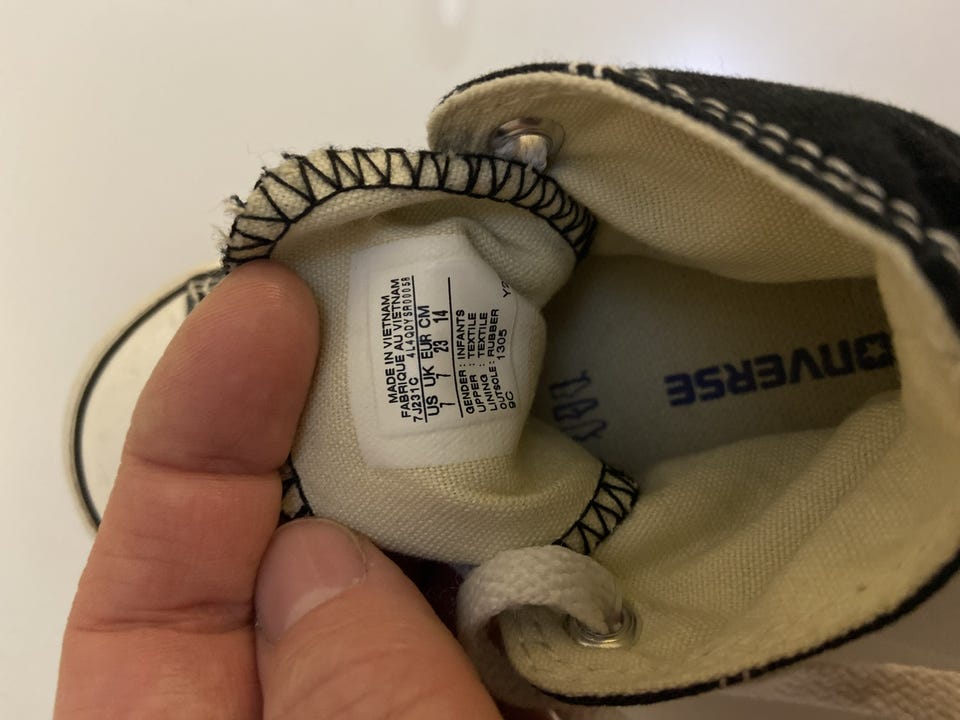 MADE IN VIETNAM
FABRIQUE AU VIETNAM
7J231C 4L4QDYSR00058
US UK EUR CM
7 7 23 14
GENDER : INFANTS
UPPER : TEXTILE
LINING : TEXTILE
OUTSOLE : RUBBER
9C 1305
CONVERSE